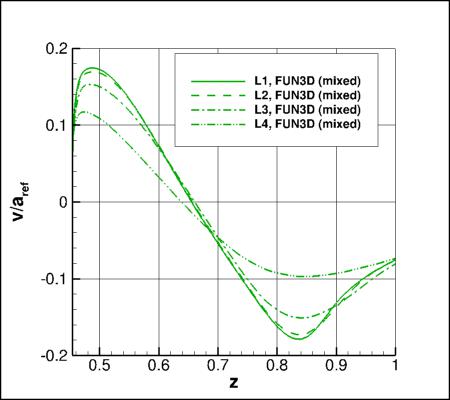 0.2
L1, FUN3D (mixed)
L2, FUN3D (mixed)
L3, FUN3D (mixed)
L4, FUN3D (mixed)
0.1
v/aref
0
-0.1
-0.2
0.5 0.6 0.7 0.8 0.9 1
z